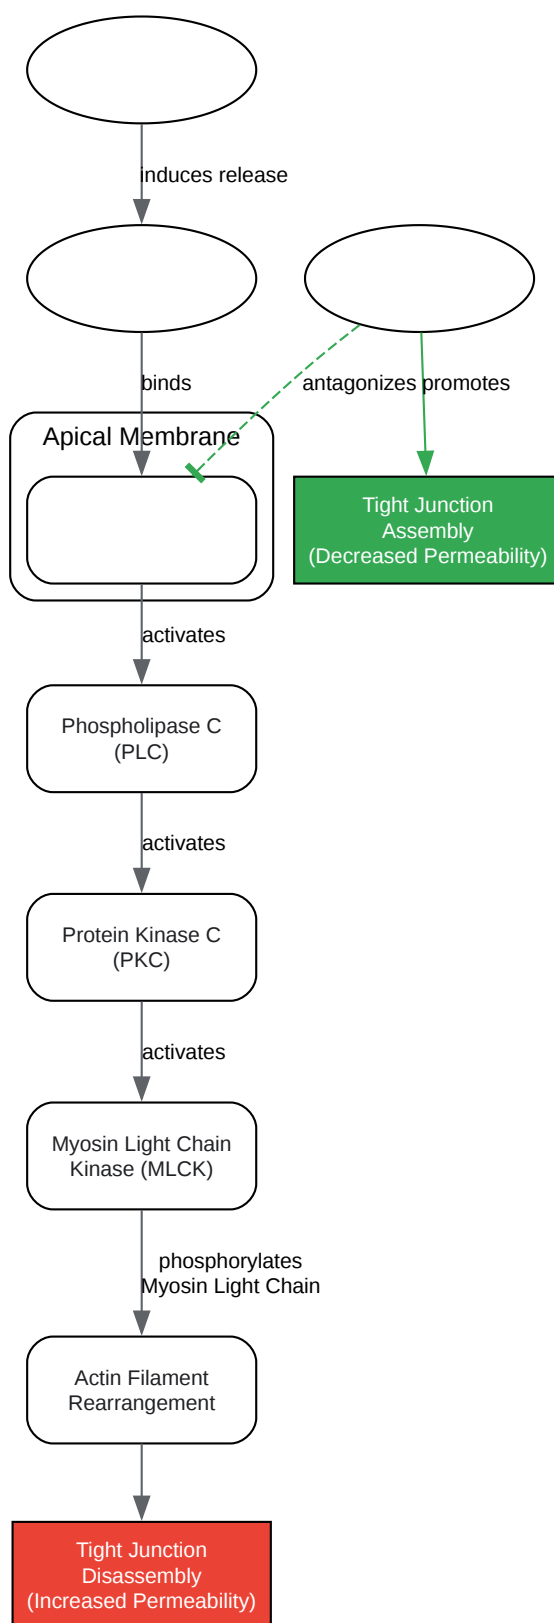 induces release
binds
antagonizes
promotes
Apical Membrane
Tight Junction
Assembly
(Decreased Permeability)
activates
Phospholipase C
(PLC)
activates
Protein Kinase C
(PKC)
activates
Myosin Light Chain
Kinase (MLCK)
phosphorylates
Myosin Light Chain
Actin Filament
Rearrangement
Tight Junction
Disassembly
(Increased Permeability)